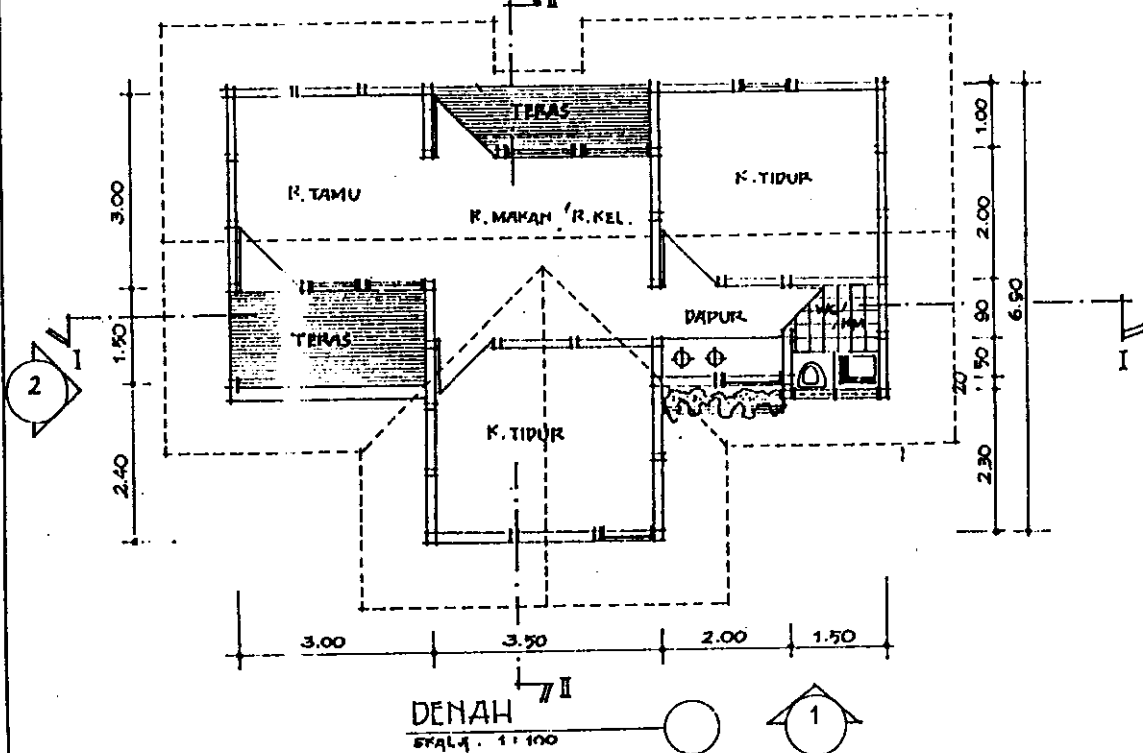 II
TERAS
R. TAMU
K. TIDUR
R. MAKAN / R. KEL.
3.00
1.50
2.40
1.00
2.00
90
1.50
20
2.30
6.90
TERAS
DAPUR
WC/
KM
I
I
2
K. TIDUR
3.00
3.50
2.00
1.50
II
DENAH
SKALA. 1:100
1